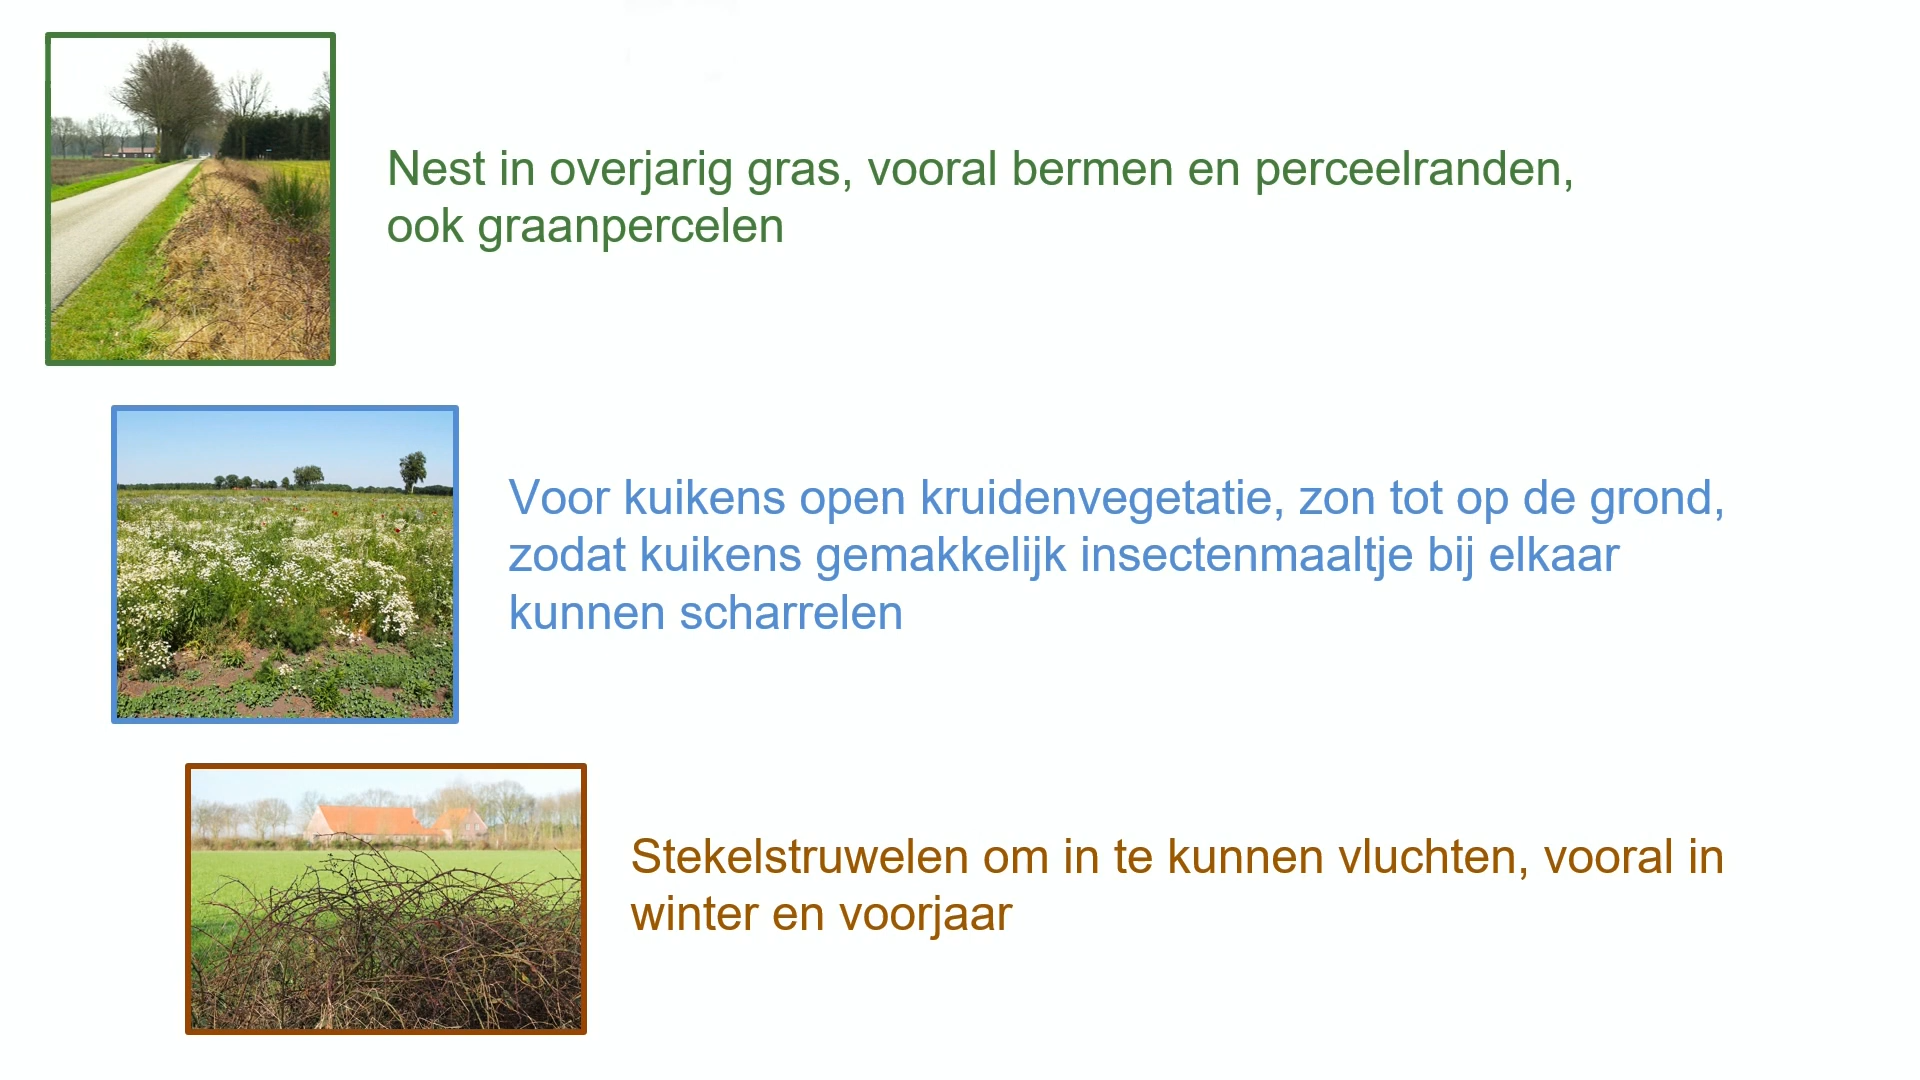 Nest in overjarig gras, vooral bermen en perceelranden,
ook graanpercelen
Voor kuikens open kruidenvegetatie, zon tot op de grond,
zodat kuikens gemakkelijk insectenmaaltje bij elkaar
kunnen scharrelen
Stekelstruwelen om in te kunnen vluchten, vooral in
winter en voorjaar